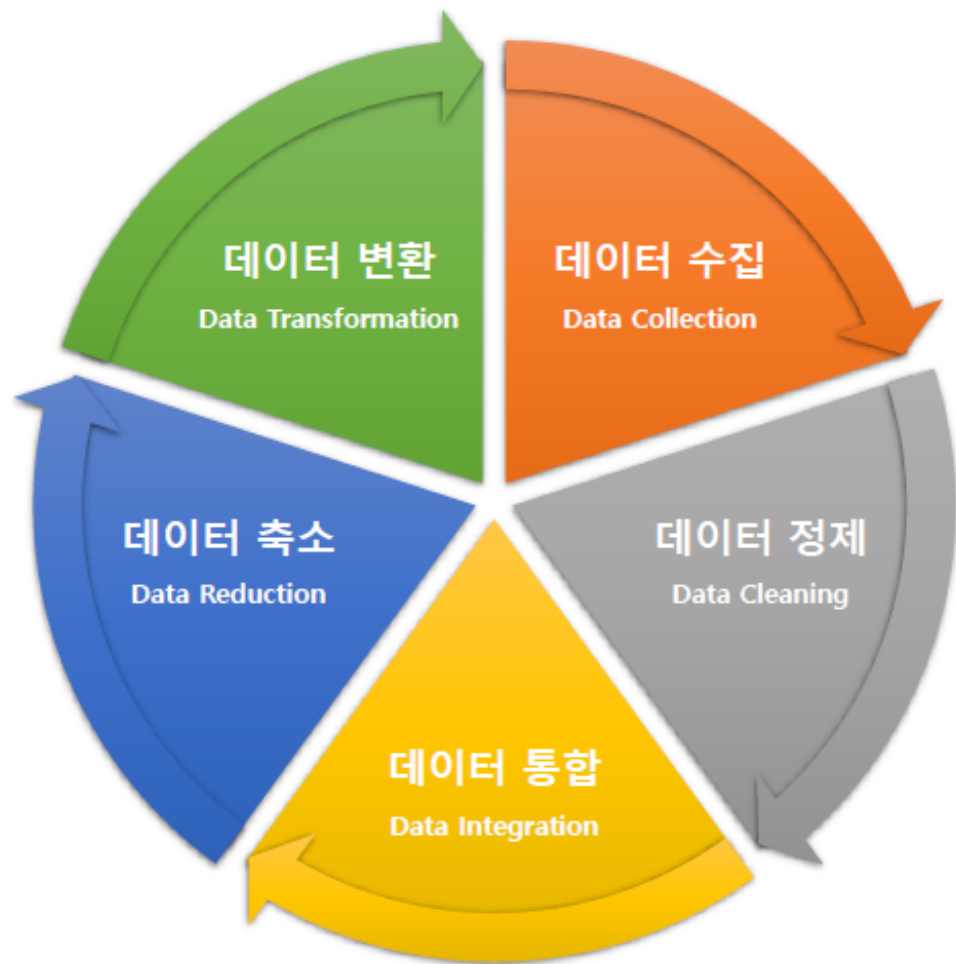 데이터 변환
Data Transformation
데이터 수집
Data Collection
데이터 축소
Data Reduction
데이터 정제
Data Cleaning
데이터 통합
Data Integration